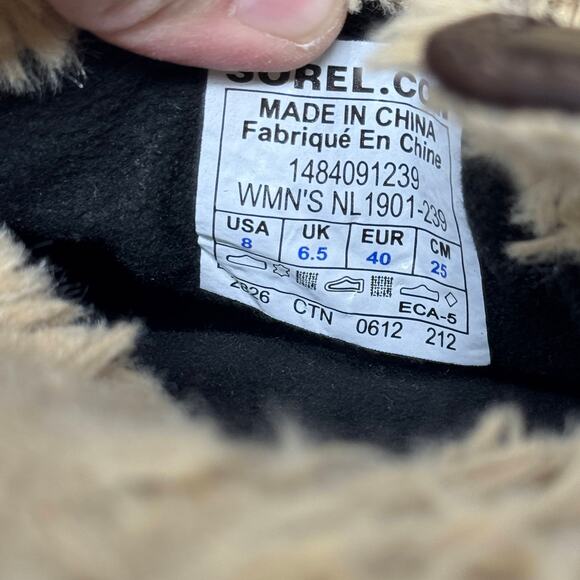 SOREL.COM
MADE IN CHINA
Fabriqué En Chine
1484091239
WMN'S NL1901-239
USA UK EUR CM
8 6.5 40 25
ECA-5
2826 CTN 0612 212